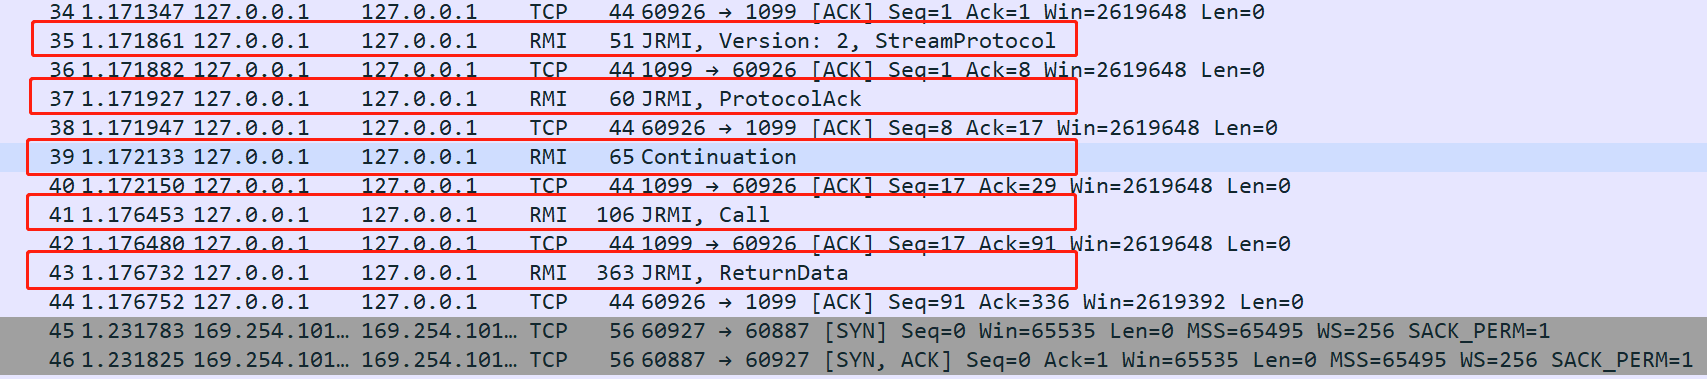 34 1.171347 127.0.0.1 127.0.0.1 TCP 44 60926 → 1099 [ACK] Seq=1 Ack=1 Win=2619648 Len=0
35 1.171861 127.0.0.1 127.0.0.1 RMI 51 JRMI, Version: 2, StreamProtocol
36 1.171882 127.0.0.1 127.0.0.1 TCP 44 1099 → 60926 [ACK] Seq=1 Ack=8 Win=2619648 Len=0
37 1.171927 127.0.0.1 127.0.0.1 RMI 60 JRMI, ProtocolAck
38 1.171947 127.0.0.1 127.0.0.1 TCP 44 60926 → 1099 [ACK] Seq=8 Ack=17 Win=2619648 Len=0
39 1.172133 127.0.0.1 127.0.0.1 RMI 65 Continuation
40 1.172150 127.0.0.1 127.0.0.1 TCP 44 1099 → 60926 [ACK] Seq=17 Ack=29 Win=2619648 Len=0
41 1.176453 127.0.0.1 127.0.0.1 RMI 106 JRMI, Call
42 1.176480 127.0.0.1 127.0.0.1 TCP 44 1099 → 60926 [ACK] Seq=17 Ack=91 Win=2619648 Len=0
43 1.176732 127.0.0.1 127.0.0.1 RMI 363 JRMI, ReturnData
44 1.176752 127.0.0.1 127.0.0.1 TCP 44 60926 → 1099 [ACK] Seq=91 Ack=336 Win=2619392 Len=0
45 1.231783 169.254.101… 169.254.101… TCP 56 60927 → 60887 [SYN] Seq=0 Win=65535 Len=0 MSS=65495 WS=256 SACK_PERM=1
46 1.231825 169.254.101… 169.254.101… TCP 56 60887 → 60927 [SYN, ACK] Seq=0 Ack=1 Win=65535 Len=0 MSS=65495 WS=256 SACK_PERM=1